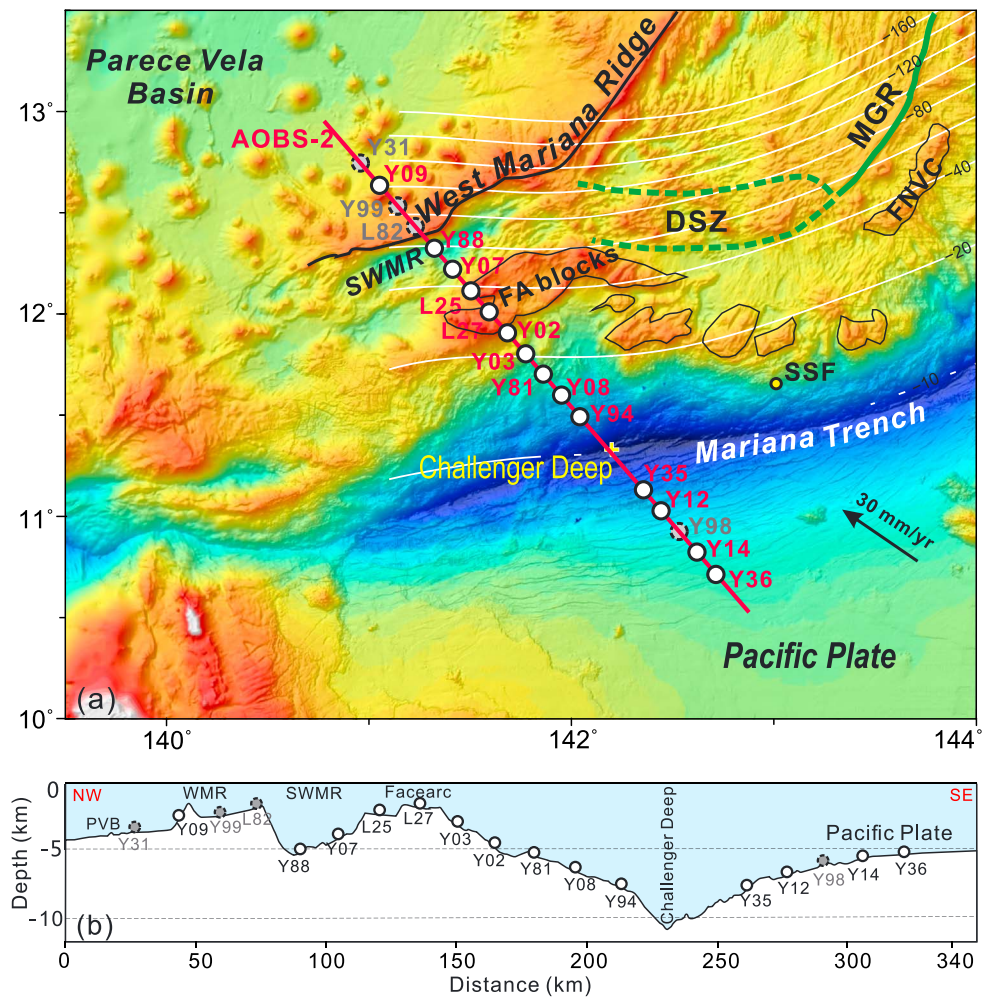 Parece Vela
Basin
West Mariana Ridge
-160
-120
-80
-40
-20
-10
13°
12°
11°
10°
AOBS-2
Y31
Y09
Y99
L82
Y88
SWMR
Y07
L25
FA blocks
L27
Y02
Y03
Y81
Y08
Y94
MGR
DSZ
FNVC
SSF
Mariana Trench
Challenger Deep
Y35
Y12
Y98
Y14
Y36
30 mm/yr
Pacific Plate
(a)
140°
142°
144°
0
-5
-10
Depth (km)
NW
WMR
SWMR
Facearc
SE
PVB
Y31
Y09
Y99
L82
Y88
Y07
L25
L27
Y03
Y02
Y81
Y08
Y94
Challenger Deep
Y35
Y12
Y98
Y14
Y36
Pacific Plate
(b)
0
50
100
150
200
250
300
340
Distance (km)